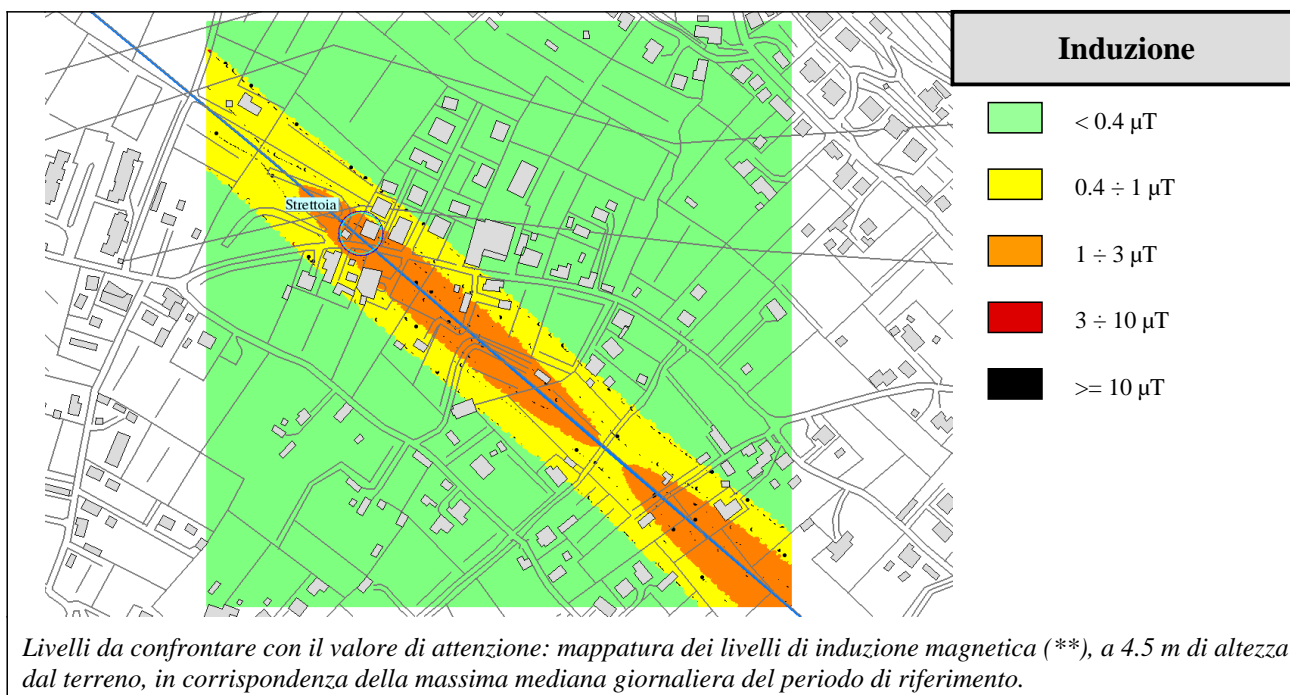 Induzione
< 0.4 µT
0.4 ÷ 1 µT
1 ÷ 3 µT
3 ÷ 10 µT
>= 10 µT
Strettoia
Livelli da confrontare con il valore di attenzione: mappatura dei livelli di induzione magnetica (**), a 4.5 m di altezza
dal terreno, in corrispondenza della massima mediana giornaliera del periodo di riferimento.